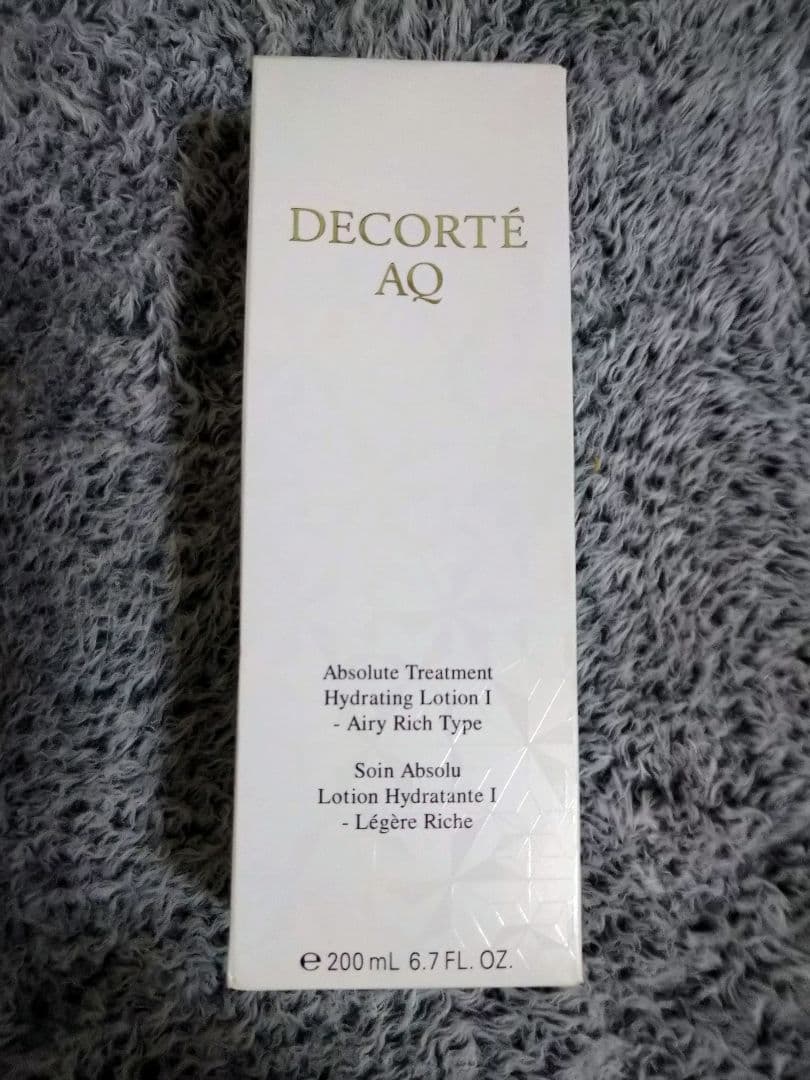 DECORTÉ
AQ
Absolute Treatment
Hydrating Lotion I
- Airy Rich Type
Soin Absolu
Lotion Hydratante I
- Légère Riche
℮ 200 mL 6.7 FL. OZ.